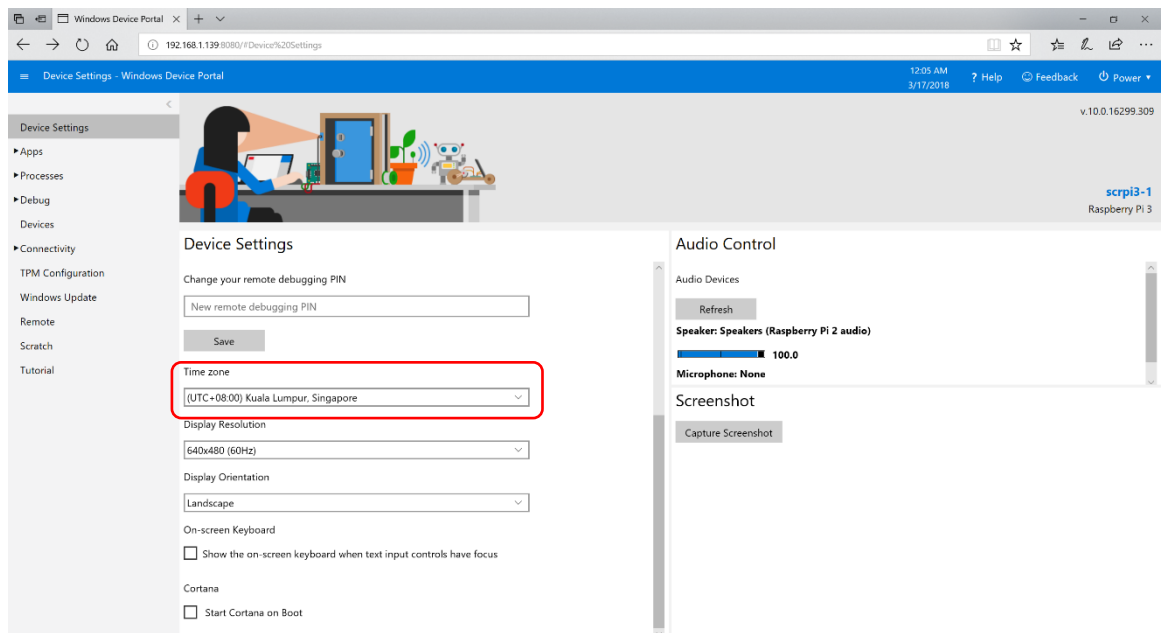 Windows Device Portal
192.168.1.139:8080/#Device%20Settings
Device Settings - Windows Device Portal
12:05 AM
3/17/2018
? Help
Feedback
Power
v.10.0.16299.309
scrpi3-1
Raspberry Pi 3
Device Settings
Apps
Processes
Debug
Devices
Connectivity
TPM Configuration
Windows Update
Remote
Scratch
Tutorial
Device Settings
Change your remote debugging PIN
New remote debugging PIN
Save
Time zone
(UTC+08:00) Kuala Lumpur, Singapore
Display Resolution
640x480 (60Hz)
Display Orientation
Landscape
On-screen Keyboard
Show the on-screen keyboard when text input controls have focus
Cortana
Start Cortana on Boot
Audio Control
Audio Devices
Refresh
Speaker: Speakers (Raspberry Pi 2 audio)
100.0
Microphone: None
Screenshot
Capture Screenshot